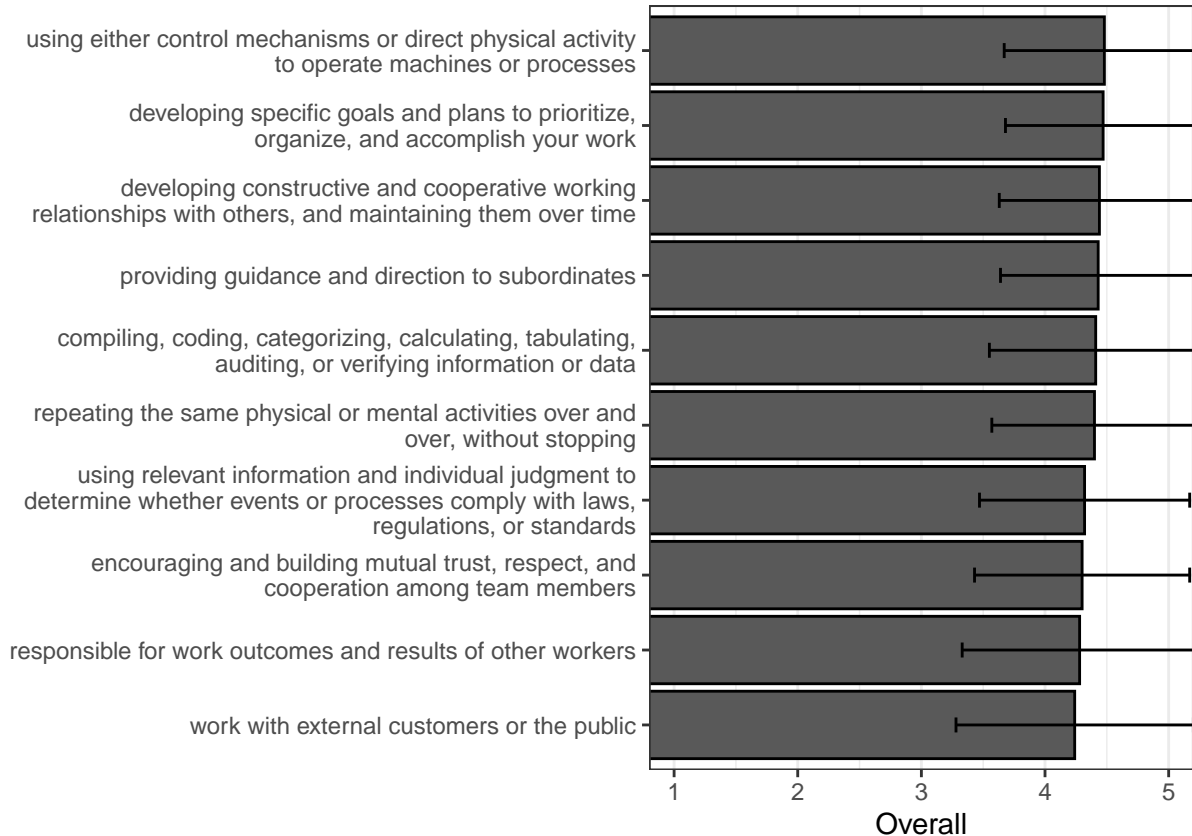 using either control mechanisms or direct physical activity
to operate machines or processes
developing specific goals and plans to prioritize,
organize, and accomplish your work
developing constructive and cooperative working
relationships with others, and maintaining them over time
providing guidance and direction to subordinates
compiling, coding, categorizing, calculating, tabulating,
auditing, or verifying information or data
repeating the same physical or mental activities over and
over, without stopping
using relevant information and individual judgment to
determine whether events or processes comply with laws,
regulations, or standards
encouraging and building mutual trust, respect, and
cooperation among team members
responsible for work outcomes and results of other workers
work with external customers or the public
1 2 3 4 5
Overall